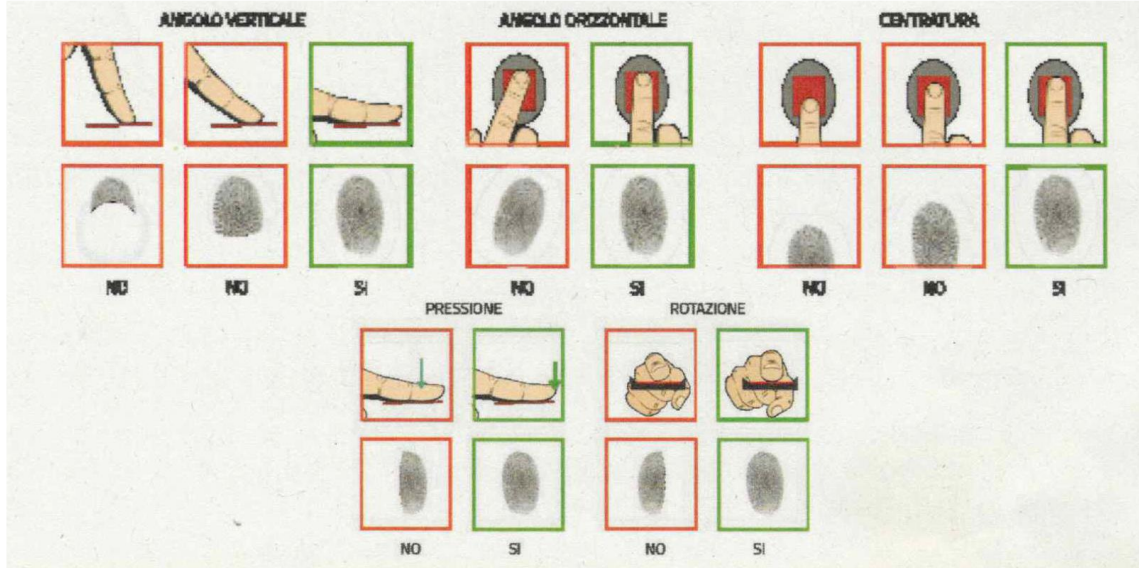 ANGOLO VERTICALE ANGOLO ORIZZONTALE CENTRATURA
NO NO SI NO SI NO NO SI
PRESSIONE ROTAZIONE
NO SI NO SI